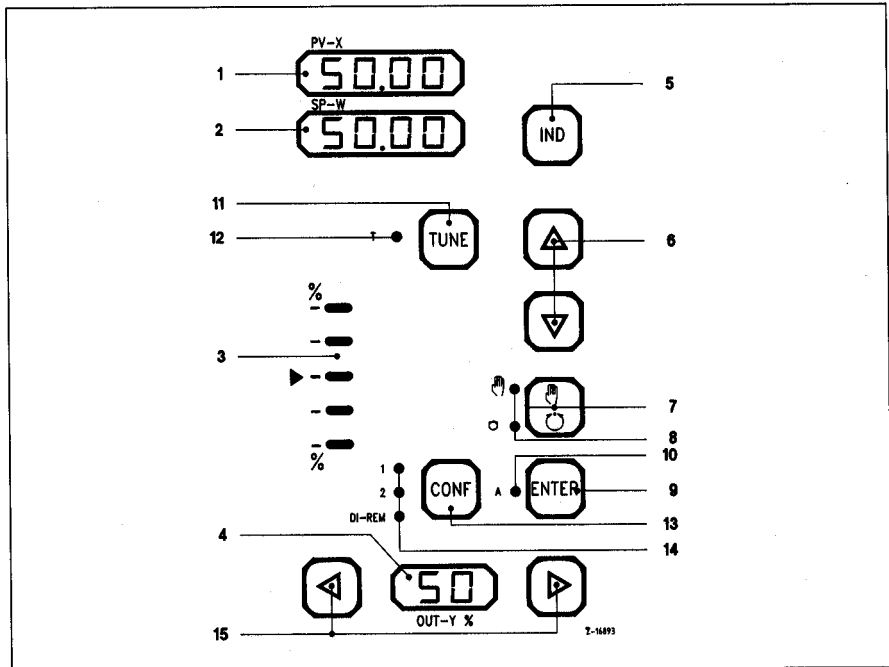 PV-X
1 50.00 5
SP-W
2 50.00 IND
11
12 T TUNE 6
%
3
7
8
10
1 CONF A ENTER 9
2
13
DI-REM
4 14
50
15 OUT-Y % Z-16893
%